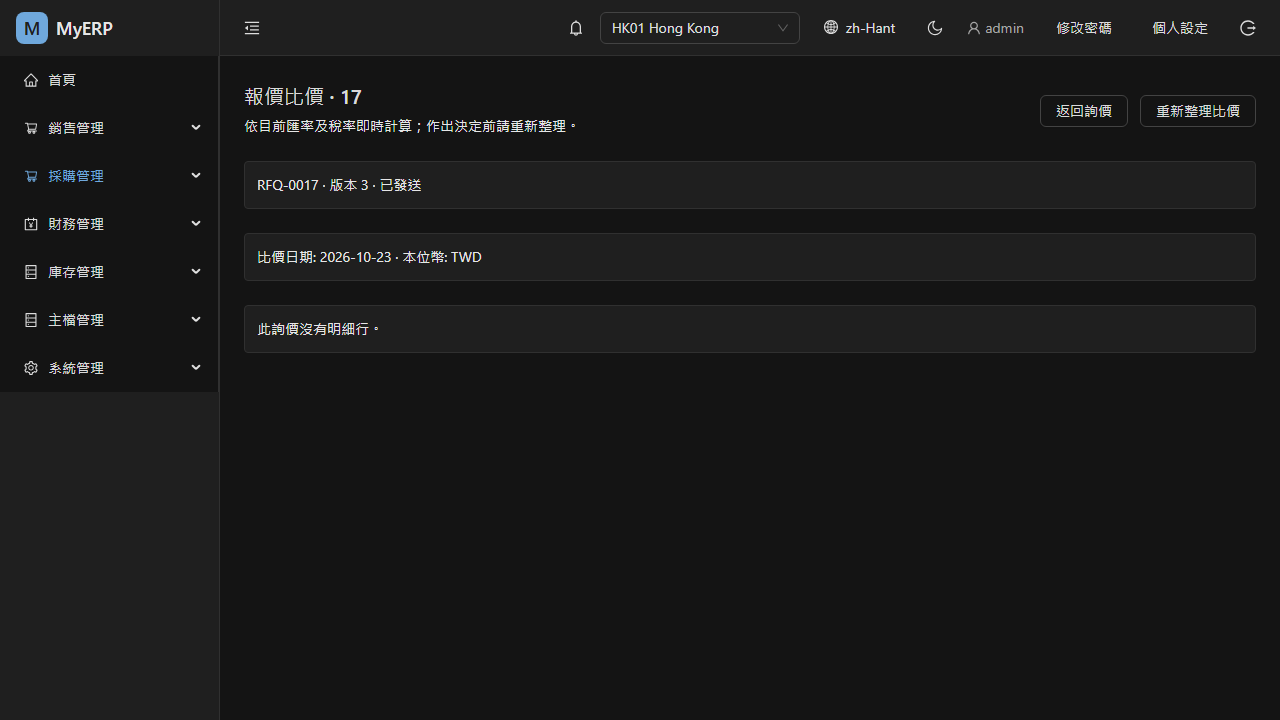 M MyERP
HK01 Hong Kong
zh-Hant
admin
修改密碼
個人設定
首頁
銷售管理
採購管理
財務管理
庫存管理
主檔管理
系統管理
報價比價 · 17
依目前匯率及稅率即時計算；作出決定前請重新整理。
返回詢價
重新整理比價
RFQ-0017 · 版本 3 · 已發送
比價日期: 2026-10-23 · 本位幣: TWD
此詢價沒有明細行。